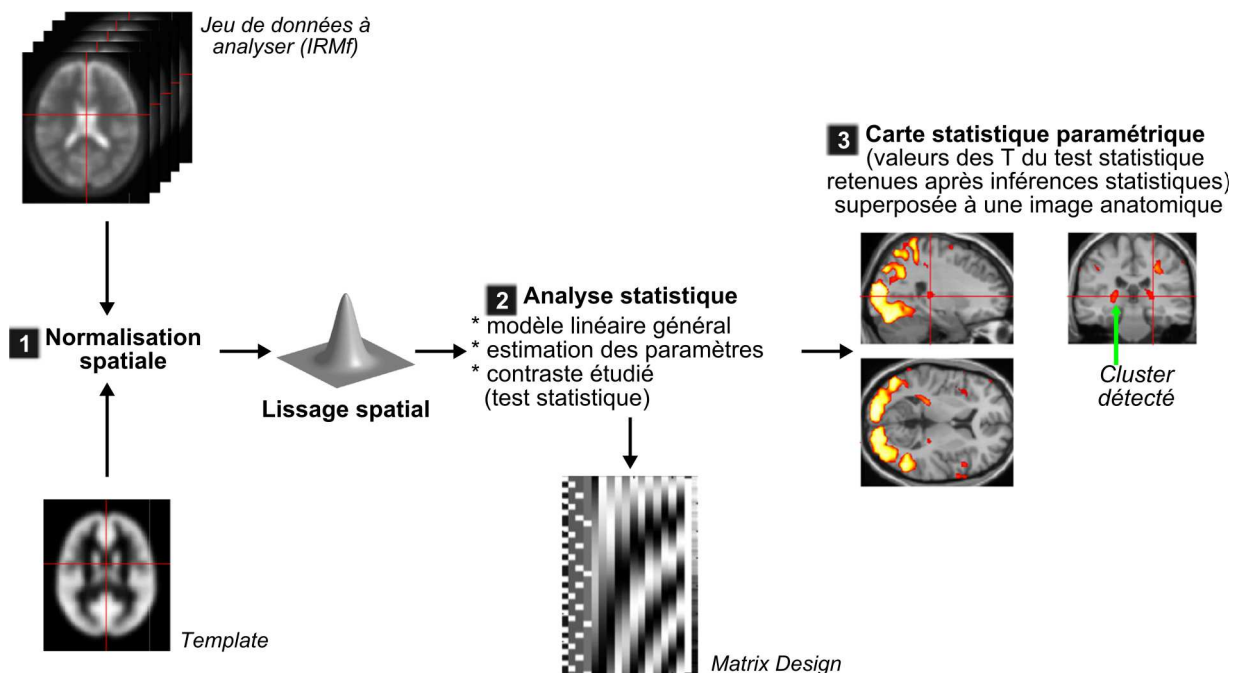 Jeu de données à
analyser (IRMf)
1 Normalisation
spatiale
Template
Lissage spatial
2 Analyse statistique
* modèle linéaire général
* estimation des paramètres
* contraste étudié
(test statistique)
Matrix Design
3 Carte statistique paramétrique
(valeurs des T du test statistique
retenues après inférences statistiques)
superposée à une image anatomique
Cluster
détecté